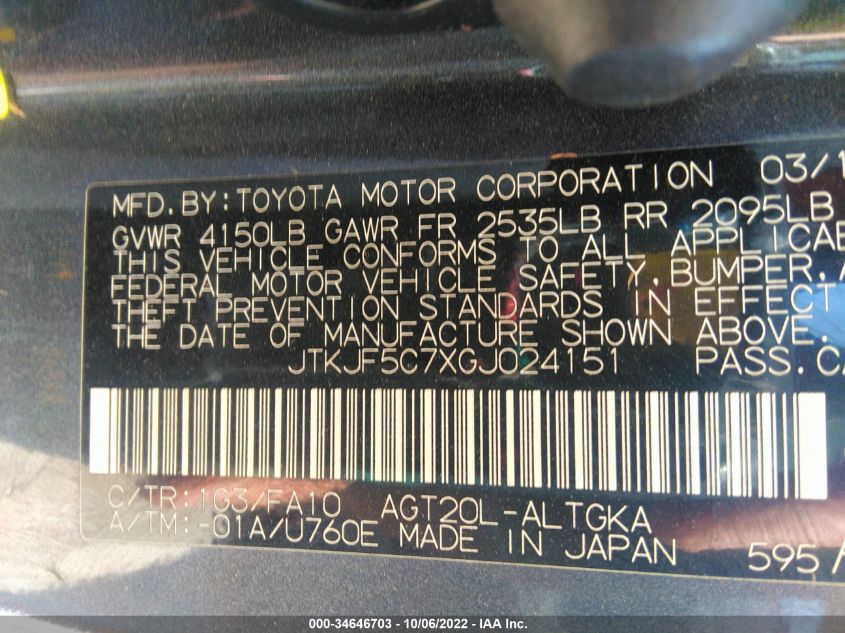 MFD.BY:TOYOTA MOTOR CORPORATION 03/1
GVWR 4150LB GAWR FR 2535LB RR 2095LB
THIS VEHICLE CONFORMS TO ALL APPLICAB
FEDERAL MOTOR VEHICLE SAFETY,BUMPER,A
THEFT PREVENTION STANDARDS IN EFFECT
THE DATE OF MANUFACTURE SHOWN ABOVE.
JTKJF5C7XGJ024151 PASS.CA
C/TR:1G3/FA10 AGT20L-ALTGKA
A/TM:-01A/U760E MADE IN JAPAN 595
000-34646703 - 10/06/2022 - IAA Inc.